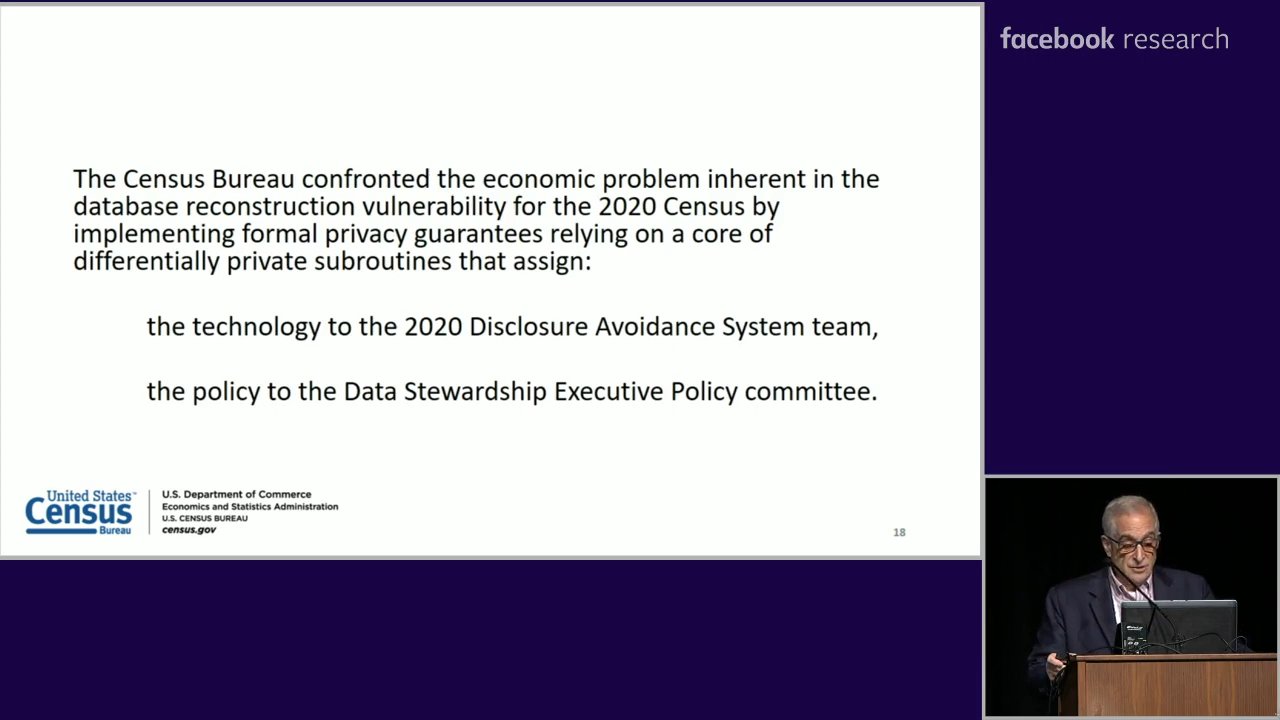 facebook research
The Census Bureau confronted the economic problem inherent in the
database reconstruction vulnerability for the 2020 Census by
implementing formal privacy guarantees relying on a core of
differentially private subroutines that assign:
the technology to the 2020 Disclosure Avoidance System team,
the policy to the Data Stewardship Executive Policy committee.
United States™
Census
Bureau
U.S. Department of Commerce
Economics and Statistics Administration
U.S. CENSUS BUREAU
census.gov
18